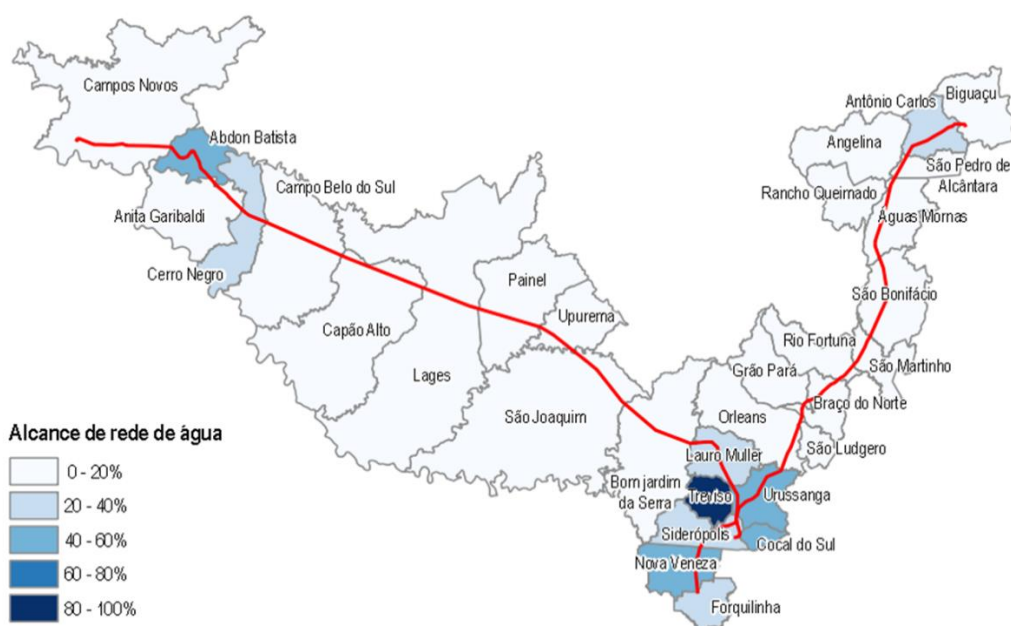 Campos Novos
Abdon Batista
Campo Belo do Sul
Anita Garibaldi
Cerro Negro
Capão Alto
Lages
Painel
Upurema
São Joaquim
Antônio Carlos
Biguaçu
Angelina
São Pedro de
Alcântara
Rancho Queimado
Águas Mornas
São Bonifácio
Rio Fortuna
São Martinho
Grão Pará
Braço do Norte
Orleans
São Ludgero
Lauro Muller
Bom jardim
da Serra
Treviso
Urussanga
Siderópolis
Cocal do Sul
Nova Veneza
Forquilinha
Alcance de rede de água
0 - 20%
20 - 40%
40 - 60%
60 - 80%
80 - 100%